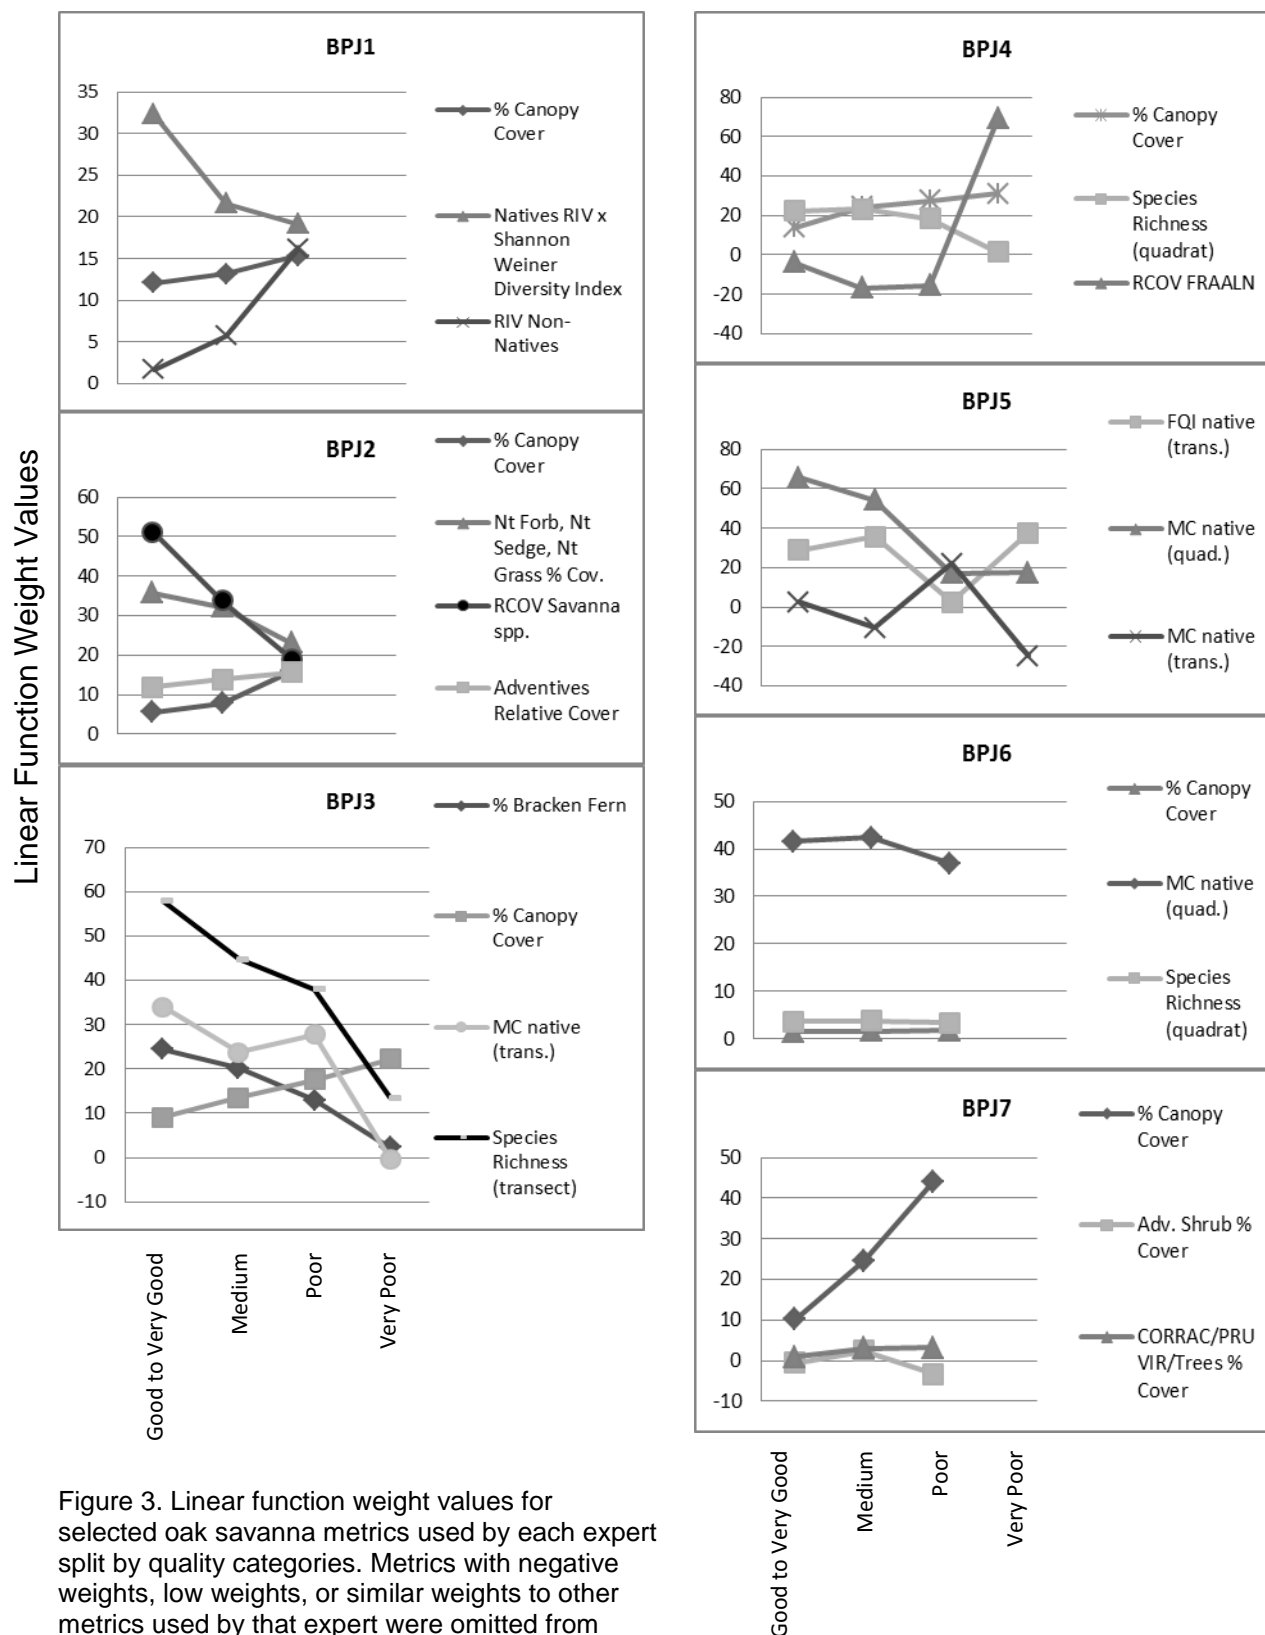 Linear Function Weight Values
BPJ1
35
30
25
20
15
10
5
0
% Canopy
Cover
Natives RIV x
Shannon
Weiner
Diversity Index
RIV Non-
Natives
BPJ2
60
50
40
30
20
10
0
% Canopy
Cover
Nt Forb, Nt
Sedge, Nt
Grass % Cov.
RCOV Savanna
spp.
Adventives
Relative Cover
BPJ3
70
60
50
40
30
20
10
0
-10
% Bracken Fern
% Canopy
Cover
MC native
(trans.)
Species
Richness
(transect)
Good to Very Good
Medium
Poor
Very Poor
BPJ4
80
60
40
20
0
-20
-40
% Canopy
Cover
Species
Richness
(quadrat)
RCOV FRAALN
BPJ5
80
60
40
20
0
-20
-40
FQI native
(trans.)
MC native
(quad.)
MC native
(trans.)
BPJ6
50
40
30
20
10
0
% Canopy
Cover
MC native
(quad.)
Species
Richness
(quadrat)
BPJ7
50
40
30
20
10
0
-10
% Canopy
Cover
Adv. Shrub %
Cover
CORRAC/PRU
VIR/Trees %
Cover
Good to Very Good
Medium
Poor
Very Poor
Figure 3. Linear function weight values for
selected oak savanna metrics used by each expert
split by quality categories. Metrics with negative
weights, low weights, or similar weights to other
metrics used by that expert were omitted from